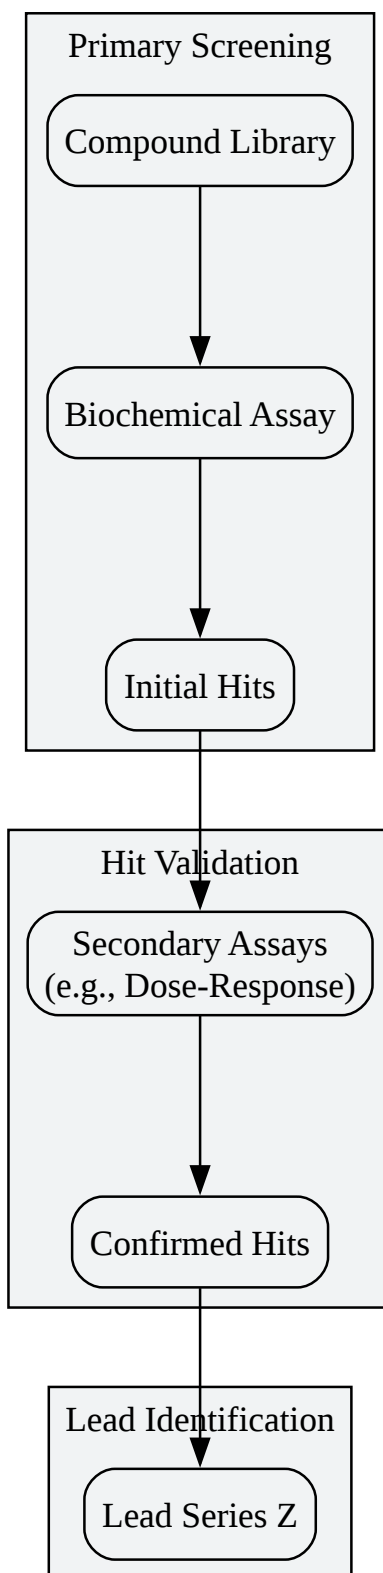 Primary Screening
Compound Library
Biochemical Assay
Initial Hits
Hit Validation
Secondary Assays
(e.g., Dose-Response)
Confirmed Hits
Lead Identification
Lead Series Z